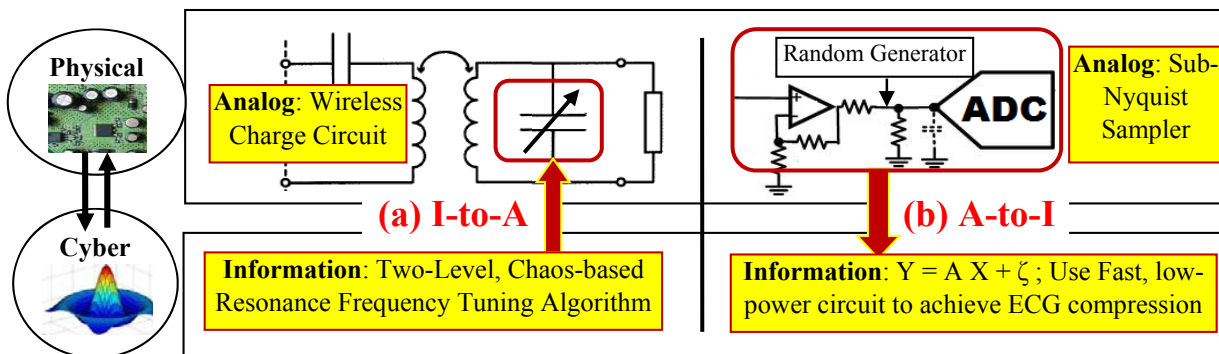 Physical
Cyber
Analog: Wireless
Charge Circuit
(a) I-to-A
Information: Two-Level, Chaos-based
Resonance Frequency Tuning Algorithm
Random Generator
+
-
ADC
Analog: Sub-
Nyquist
Sampler
(b) A-to-I
Information: Y = A X + ζ ; Use Fast, low-
power circuit to achieve ECG compression